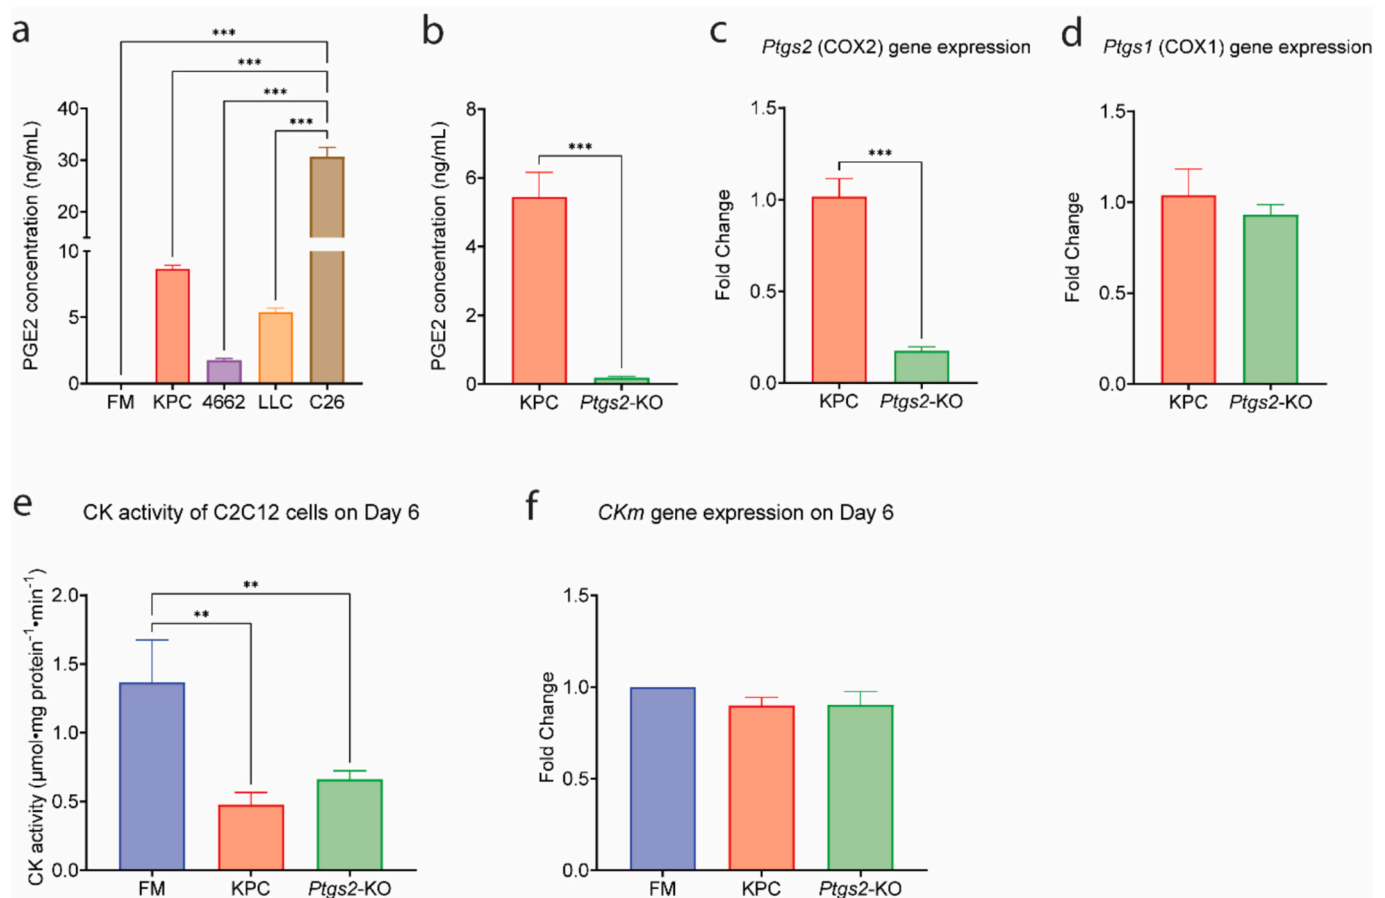 a
b
c
d
Ptgs2 (COX2) gene expression
Ptgs1 (COX1) gene expression
***
***
***
***
PGE2 concentration (ng/mL)
40
30
20
10
5
0
FM KPC 4662 LLC C26
***
PGE2 concentration (ng/mL)
8
6
4
2
0
KPC Ptgs2-KO
***
Fold Change
1.5
1.0
0.5
0.0
KPC Ptgs2-KO
Fold Change
1.5
1.0
0.5
0.0
KPC Ptgs2-KO
e
CK activity of C2C12 cells on Day 6
**
**
CK activity (μmol•mg protein⁻¹•min⁻¹)
2.0
1.5
1.0
0.5
0.0
FM KPC Ptgs2-KO
f
CKm gene expression on Day 6
Fold Change
1.5
1.0
0.5
0.0
FM KPC Ptgs2-KO